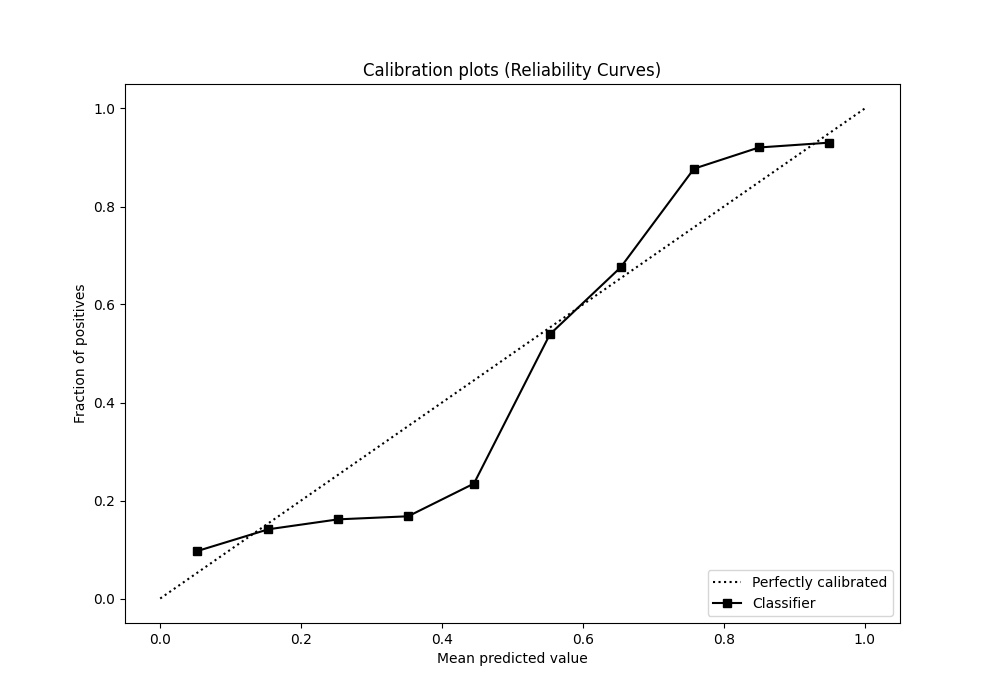 Calibration plots (Reliability Curves)
1.0
0.8
0.6
0.4
0.2
0.0
Fraction of positives
Perfectly calibrated
Classifier
0.0 0.2 0.4 0.6 0.8 1.0
Mean predicted value